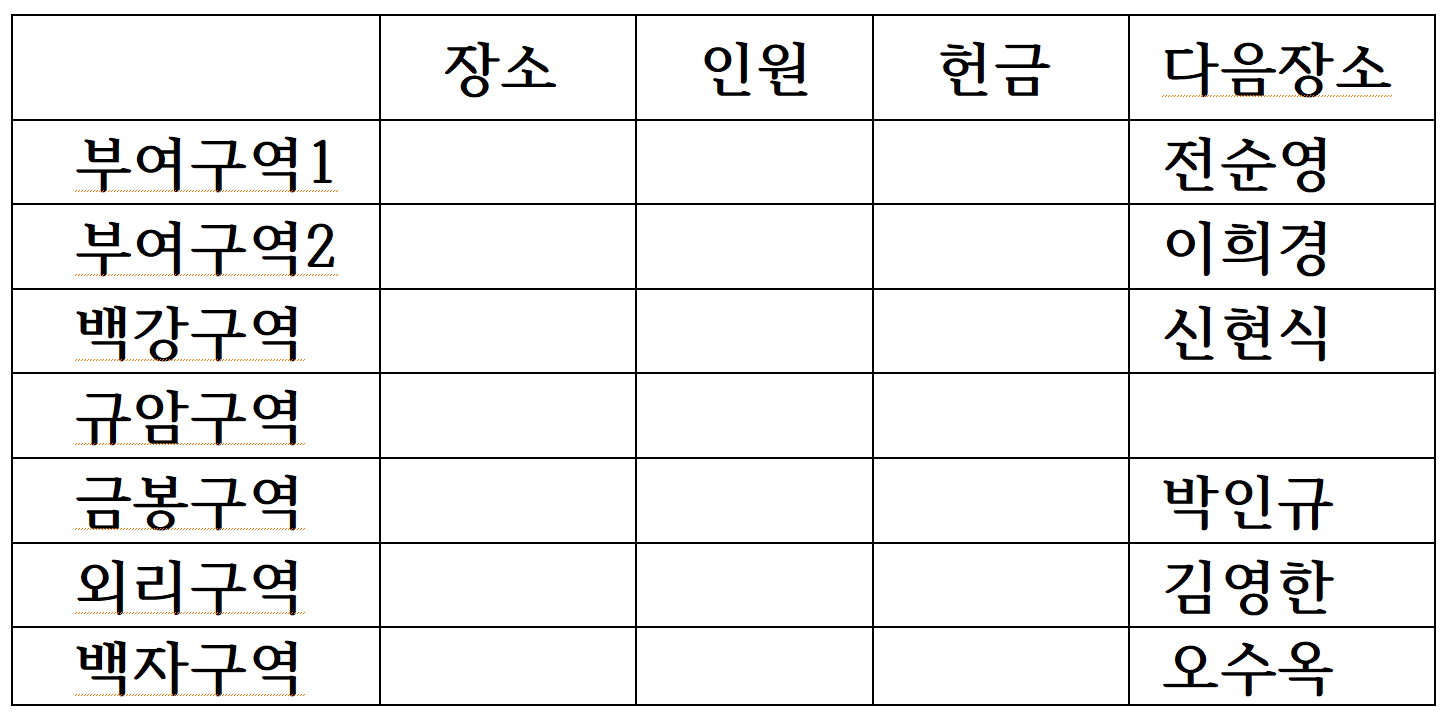 장소 인원 헌금 다음장소
부여구역1 전순영
부여구역2 이희경
백강구역 신현식
규암구역
금봉구역 박인규
외리구역 김영한
백자구역 오수옥